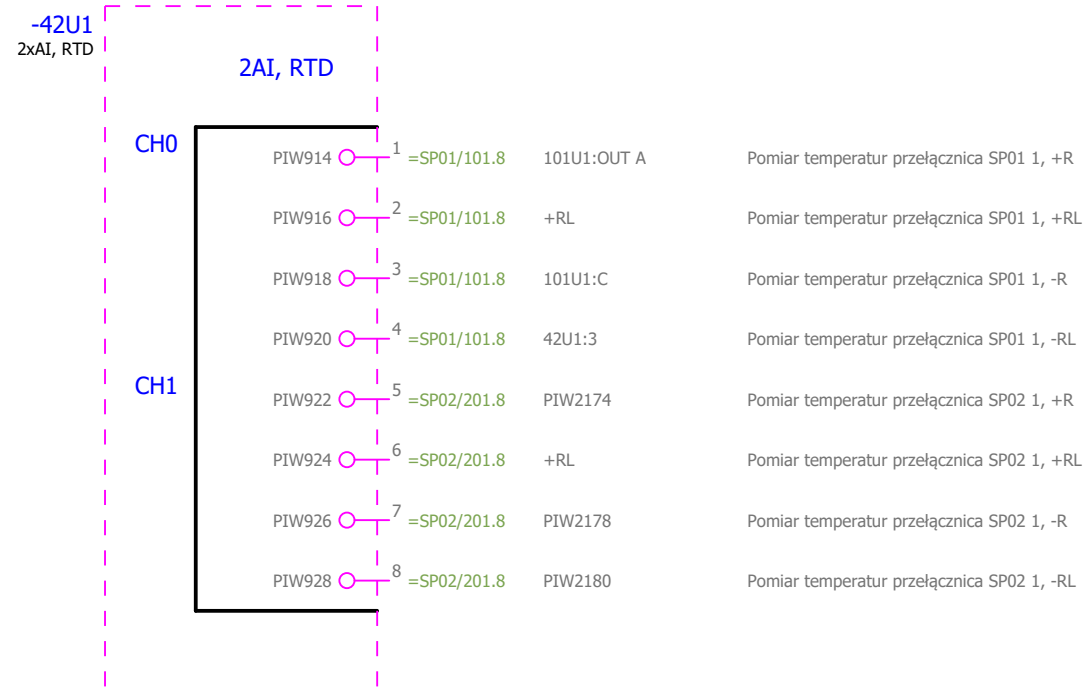 -42U1
2xAI, RTD
2AI, RTD
CH0
PIW914 1 =SP01/101.8 101U1:OUT A Pomiar temperatur przełącznica SP01 1, +R
PIW916 2 =SP01/101.8 +RL Pomiar temperatur przełącznica SP01 1, +RL
PIW918 3 =SP01/101.8 101U1:C Pomiar temperatur przełącznica SP01 1, -R
PIW920 4 =SP01/101.8 42U1:3 Pomiar temperatur przełącznica SP01 1, -RL
CH1
PIW922 5 =SP02/201.8 PIW2174 Pomiar temperatur przełącznica SP02 1, +R
PIW924 6 =SP02/201.8 +RL Pomiar temperatur przełącznica SP02 1, +RL
PIW926 7 =SP02/201.8 PIW2178 Pomiar temperatur przełącznica SP02 1, -R
PIW928 8 =SP02/201.8 PIW2180 Pomiar temperatur przełącznica SP02 1, -RL